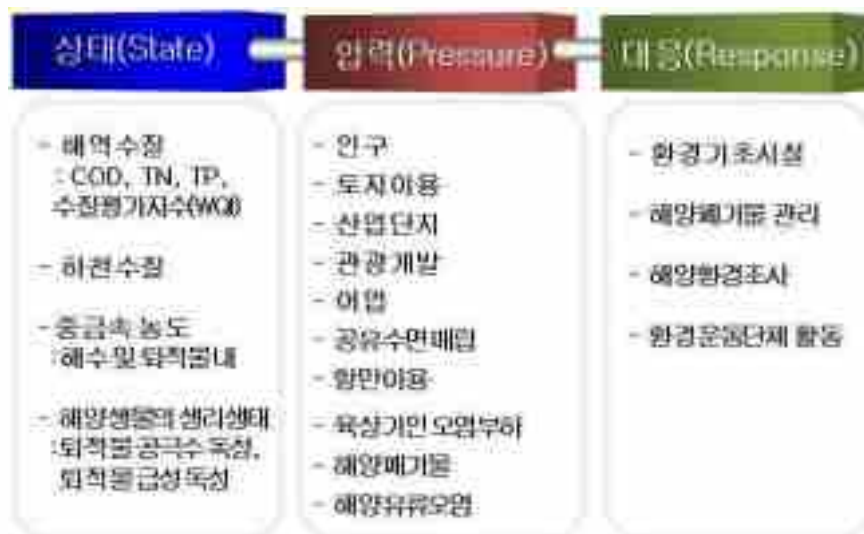 상태(State)
- 해역수질
: COD, TN, TP,
수질평가지수(WQI)
- 하천수질
- 중금속 농도
: 해수 및 퇴적물내
- 해양생물의 생리생태
: 퇴적물 공극수 독성,
퇴적물 급성 독성
압력(Pressure)
- 인구
- 토지이용
- 산업단지
- 관광개발
- 어업
- 공유수면매립
- 항만이용
- 육상기인 오염부하
- 해양폐기물
- 해양유류오염
대응(Response)
- 환경기초시설
- 해양폐기물 관리
- 해양환경조사
- 환경운동단체 활동